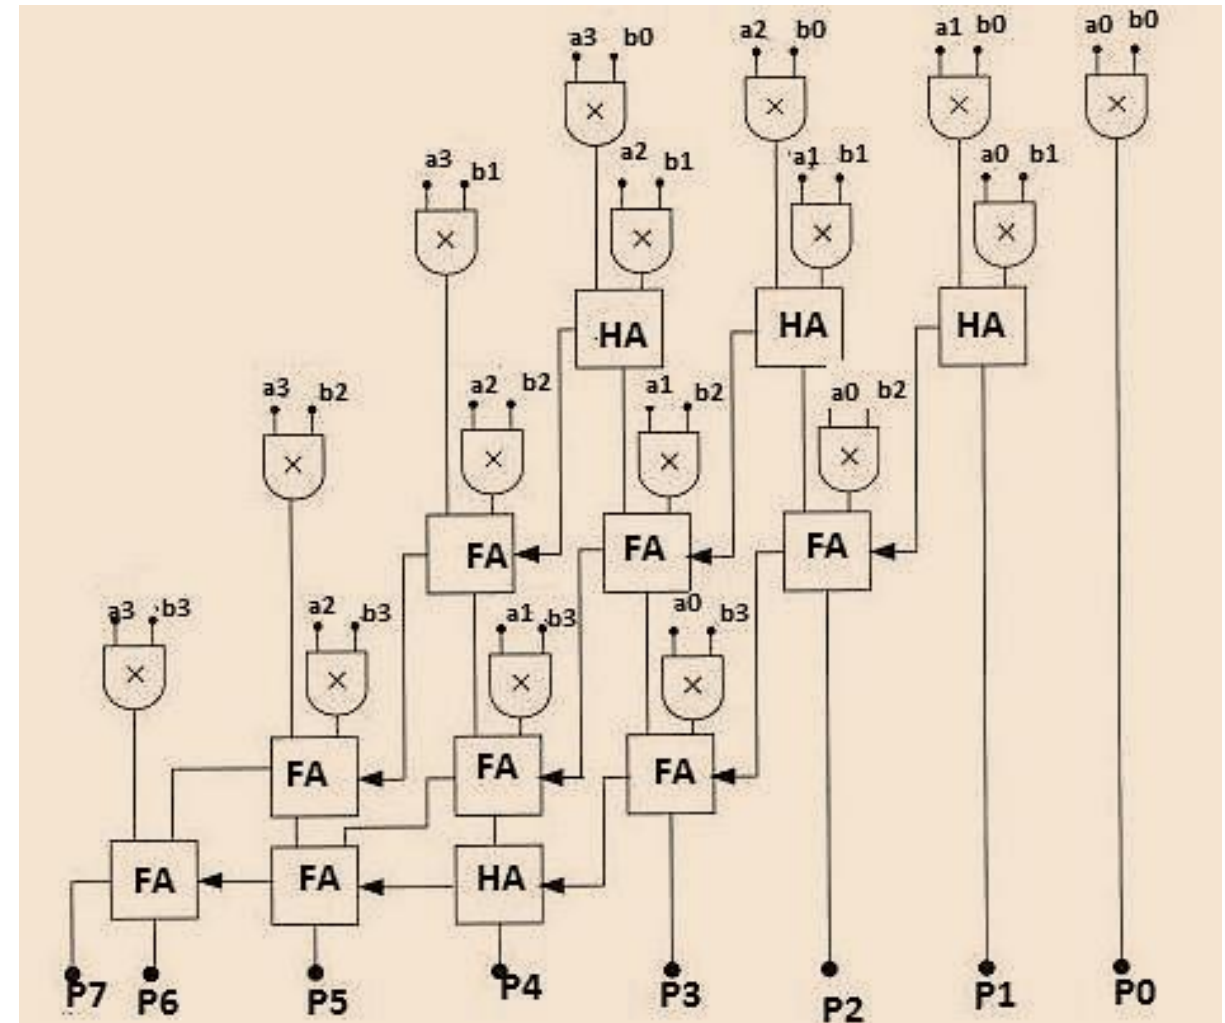 a3 b0 a2 b0 a1 b0 a0 b0
a3 b1 a2 b1 a1 b1 a0 b1
HA HA HA
a3 b2 a2 b2 a1 b2 a0 b2
FA FA FA
a3 b3 a2 b3 a1 b3 a0 b3
FA FA FA
FA FA HA
P7 P6 P5 P4 P3 P2 P1 P0